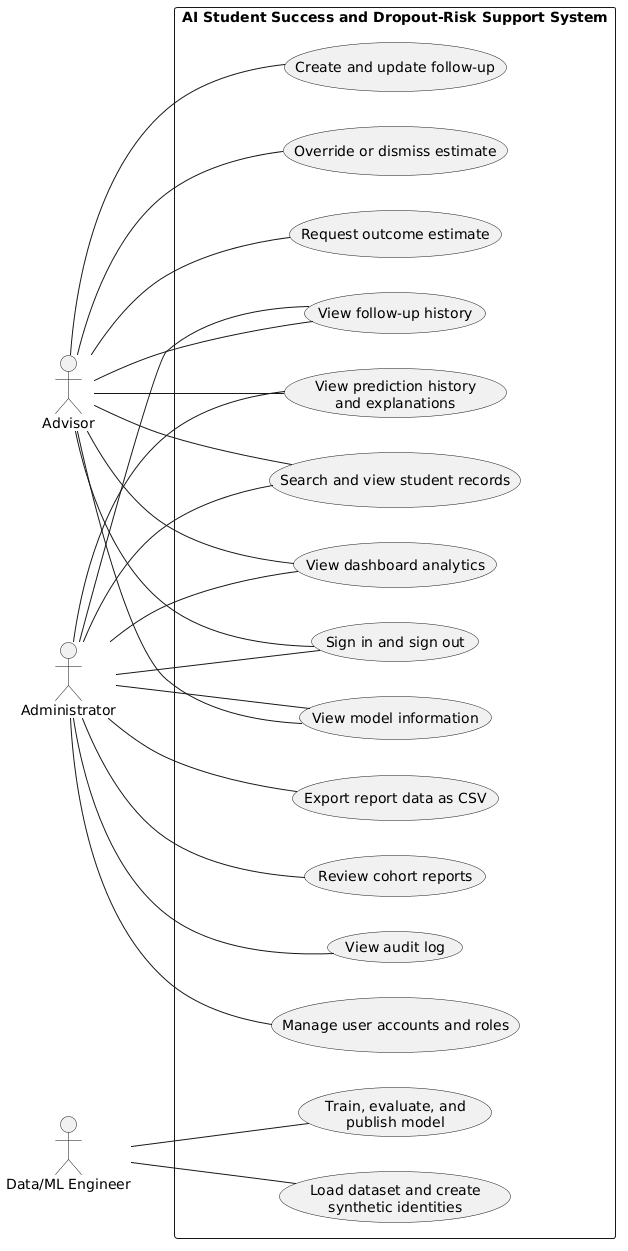 AI Student Success and Dropout-Risk Support System
Create and update follow-up
Override or dismiss estimate
Request outcome estimate
View follow-up history
View prediction history
and explanations
Advisor
Search and view student records
View dashboard analytics
Sign in and sign out
Administrator
View model information
Export report data as CSV
Review cohort reports
View audit log
Manage user accounts and roles
Train, evaluate, and
publish model
Data/ML Engineer
Load dataset and create
synthetic identities